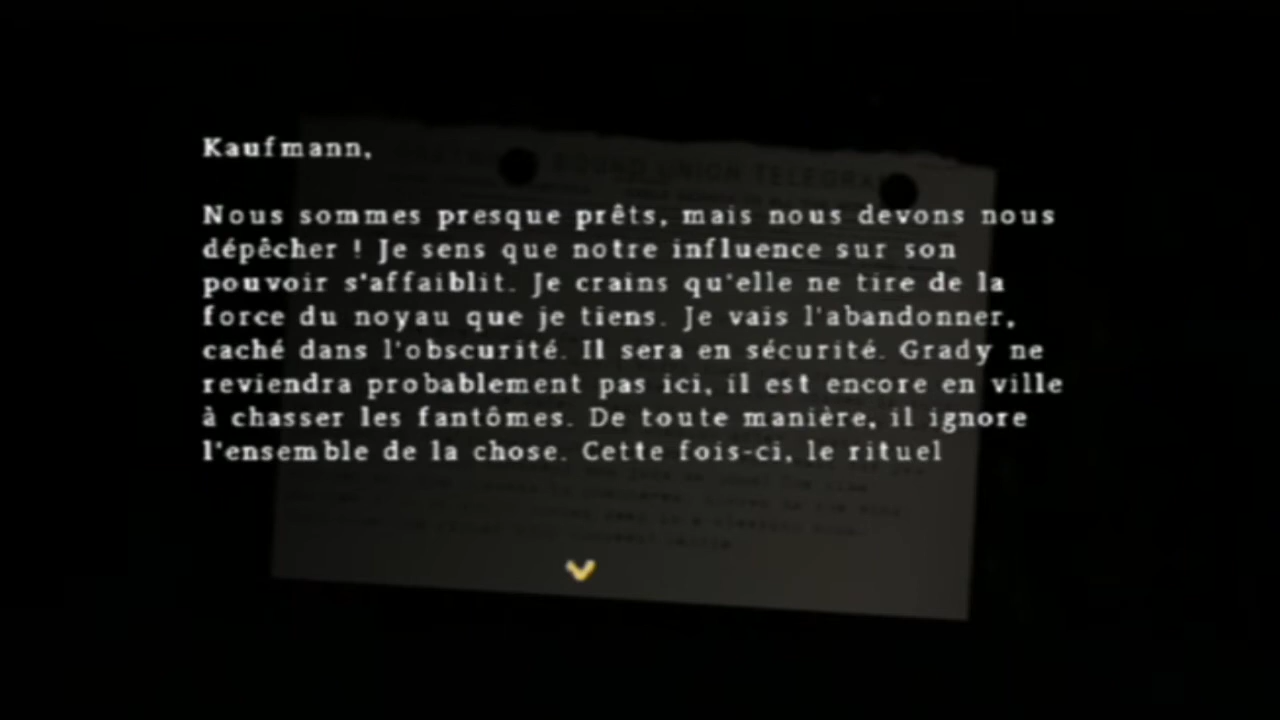 Kaufmann,
Nous sommes presque prêts, mais nous devons nous
dépêcher ! Je sens que notre influence sur son
pouvoir s'affaiblit. Je crains qu'elle ne tire de la
force du noyau que je tiens. Je vais l'abandonner,
caché dans l'obscurité. Il sera en sécurité. Grady ne
reviendra probablement pas ici, il est encore en ville
à chasser les fantômes. De toute manière, il ignore
l'ensemble de la chose. Cette fois-ci, le rituel